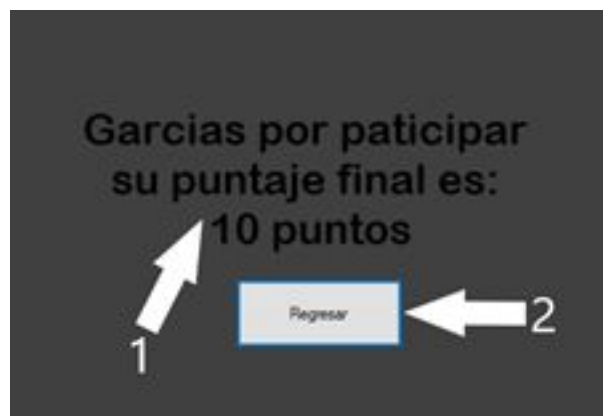 Garcias por paticipar
su puntaje final es:
10 puntos
Regresar
2
1